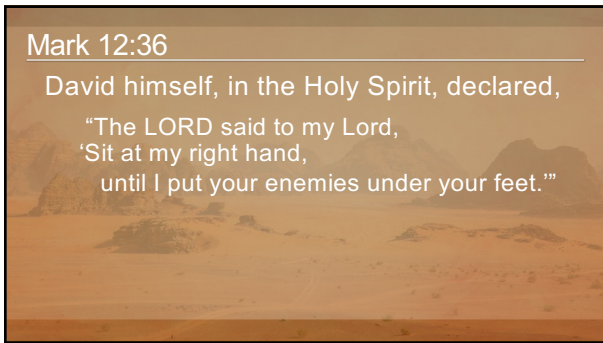 Mark 12:36
David himself, in the Holy Spirit, declared,
“The LORD said to my Lord,
‘Sit at my right hand,
until I put your enemies under your feet.’”